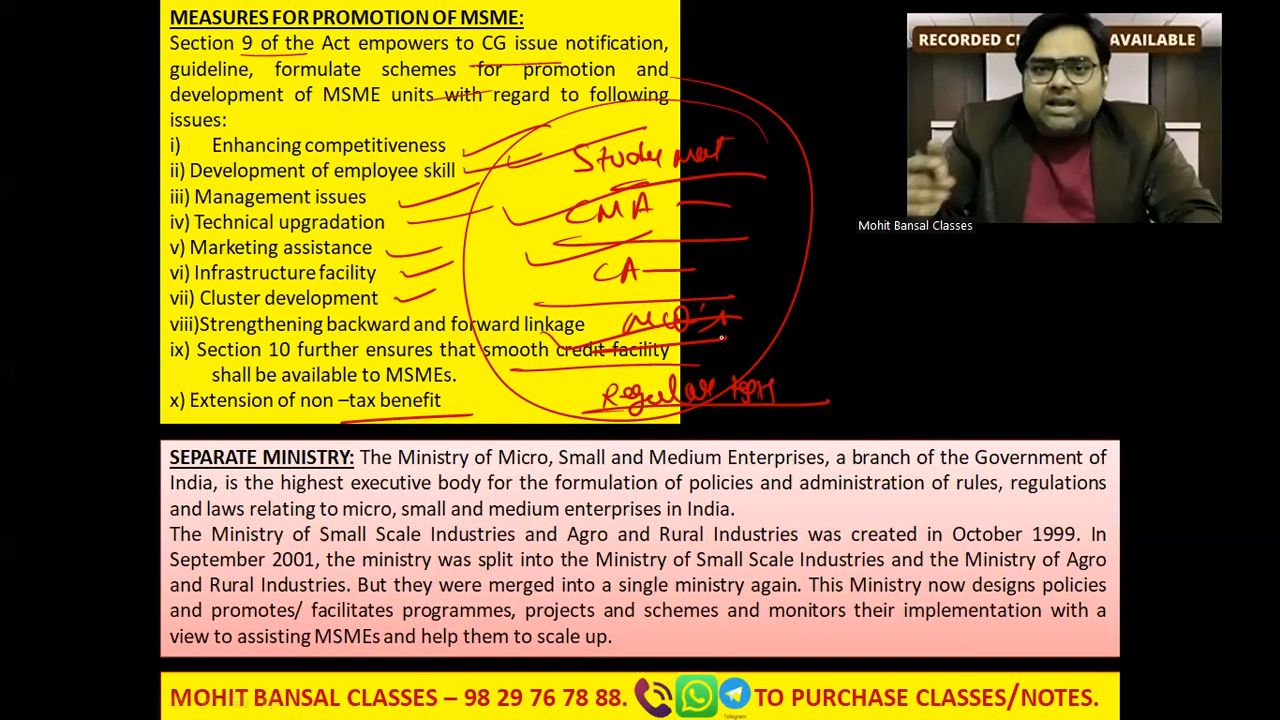 MEASURES FOR PROMOTION OF MSME:
Section 9 of the Act empowers to CG issue notification,
guideline, formulate schemes for promotion and
development of MSME units with regard to following
issues:
i) Enhancing competitiveness
ii) Development of employee skill
iii) Management issues
iv) Technical upgradation
v) Marketing assistance
vi) Infrastructure facility
vii) Cluster development
viii)Strengthening backward and forward linkage
ix) Section 10 further ensures that smooth credit facility
shall be available to MSMEs.
x) Extension of non –tax benefit
Study mat
CMA
CA
MCQ's
Regular
RECORDED CL AVAILABLE
Mohit Bansal Classes
SEPARATE MINISTRY: The Ministry of Micro, Small and Medium Enterprises, a branch of the Government of
India, is the highest executive body for the formulation of policies and administration of rules, regulations
and laws relating to micro, small and medium enterprises in India.
The Ministry of Small Scale Industries and Agro and Rural Industries was created in October 1999. In
September 2001, the ministry was split into the Ministry of Small Scale Industries and the Ministry of Agro
and Rural Industries. But they were merged into a single ministry again. This Ministry now designs policies
and promotes/ facilitates programmes, projects and schemes and monitors their implementation with a
view to assisting MSMEs and help them to scale up.
MOHIT BANSAL CLASSES – 98 29 76 78 88. TO PURCHASE CLASSES/NOTES.
Telegram